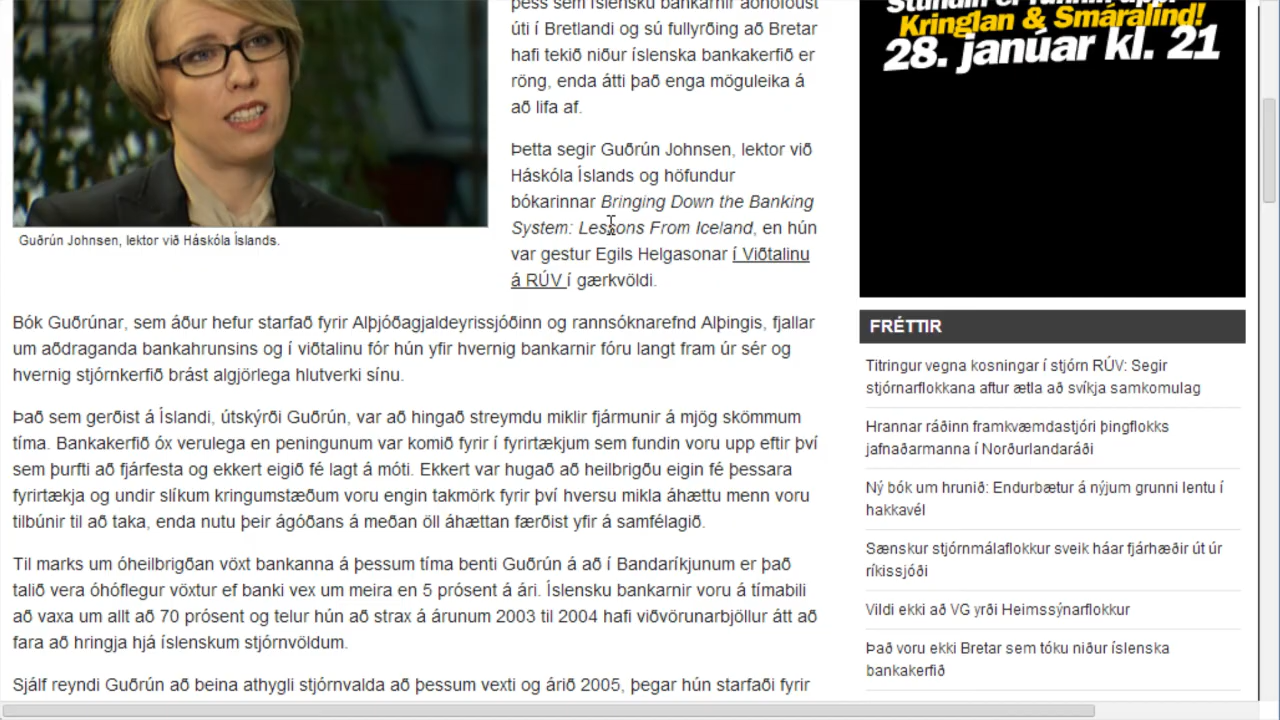 þess sem íslensku bankarnir aðhöfðust
úti í Bretlandi og sú fullyrðing að Bretar
hafi tekið niður íslenska bankakerfið er
röng, enda átti það enga möguleika á
að lifa af.
Þetta segir Guðrún Johnsen, lektor við
Háskóla Íslands og höfundur
bókarinnar Bringing Down the Banking
System: Lessons From Iceland, en hún
var gestur Egils Helgasonar í Viðtalinu
á RÚV í gærkvöldi.
Guðrún Johnsen, lektor við Háskóla Íslands.
Bók Guðrúnar, sem áður hefur starfað fyrir Alþjóðagjaldeyrissjóðinn og rannsóknarefnd Alþingis, fjallar
um aðdraganda bankahrunsins og í viðtalinu fór hún yfir hvernig bankarnir fóru langt fram úr sér og
hvernig stjórnkerfið brást algjörlega hlutverki sínu.
Það sem gerðist á Íslandi, útskýrði Guðrún, var að hingað streymdu miklir fjármunir á mjög skömmum
tíma. Bankakerfið óx verulega en peningunum var komið fyrir í fyrirtækjum sem fundin voru upp eftir því
sem þurfti að fjárfesta og ekkert eigið fé lagt á móti. Ekkert var hugað að heilbrigðu eigin fé þessara
fyrirtækja og undir slíkum kringumstæðum voru engin takmörk fyrir því hversu mikla áhættu menn voru
tilbúnir til að taka, enda nutu þeir ágóðans á meðan öll áhættan færðist yfir á samfélagið.
Til marks um óheilbrigðan vöxt bankanna á þessum tíma benti Guðrún á að í Bandaríkjunum er það
talið vera óhóflegur vöxtur ef banki vex um meira en 5 prósent á ári. Íslensku bankarnir voru á tímabili
að vaxa um allt að 70 prósent og telur hún að strax á árunum 2003 til 2004 hafi viðvörunarbjöllur átt að
fara að hringja hjá íslenskum stjórnvöldum.
Sjálf reyndi Guðrún að beina athygli stjórnvalda að þessum vexti og árið 2005, þegar hún starfaði fyrir
Kringlan & Smáralind!
28. janúar kl. 21
FRÉTTIR
Titringur vegna kosningar í stjórn RÚV: Segir
stjórnarflokkana aftur ætla að svíkja samkomulag
Hrannar ráðinn framkvæmdastjóri þingflokks
jafnaðarmanna í Norðurlandaráði
Ný bók um hrunið: Endurbætur á nýjum grunni lentu í
hakkavél
Sænskur stjórnmálaflokkur sveik háar fjárhæðir út úr
ríkissjóði
Vildi ekki að VG yrði Heimssýnarflokkur
Það voru ekki Bretar sem tóku niður íslenska
bankakerfið